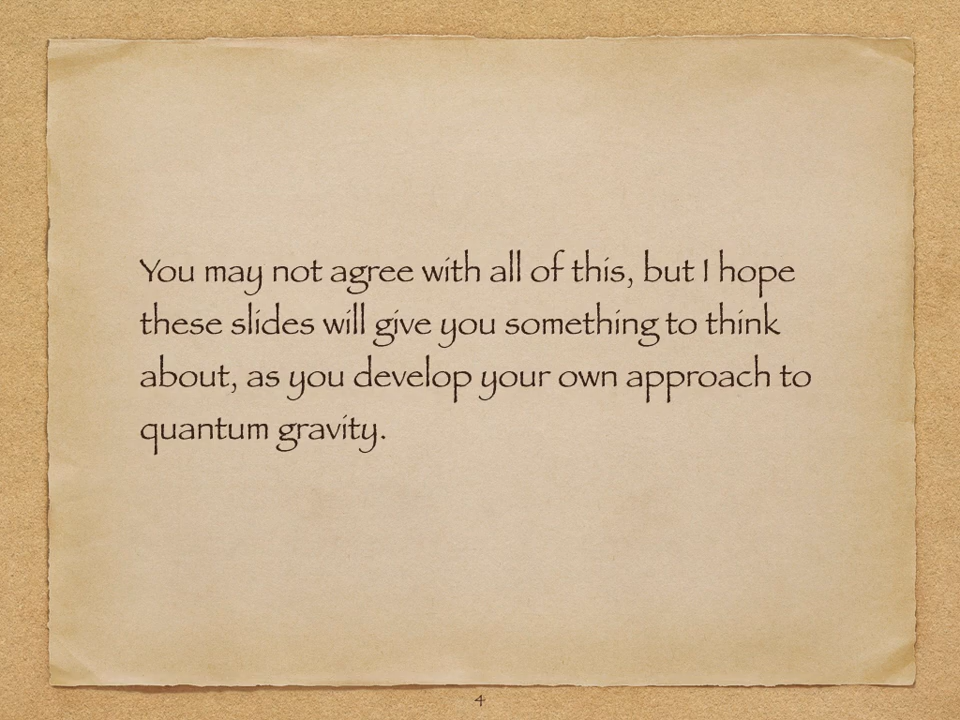 You may not agree with all of this, but I hope
these slides will give you something to think
about, as you develop your own approach to
quantum gravity.
4